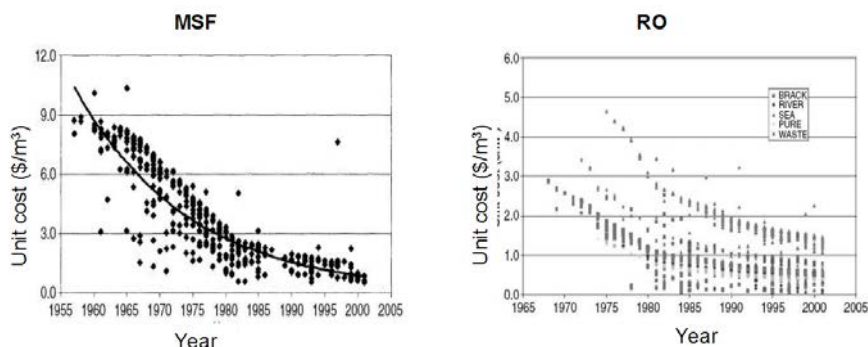 MSF
12.0
9.0
6.0
3.0
0.0
Unit cost ($/m³)
1955 1960 1965 1970 1975 1980 1985 1990 1995 2000 2005
Year
RO
6.0
5.0
4.0
3.0
2.0
1.0
0.0
Unit cost ($/m³)
BRACK
RIVER
SEA
PURE
WASTE
1965 1970 1975 1980 1985 1990 1995 2000 2005
Year